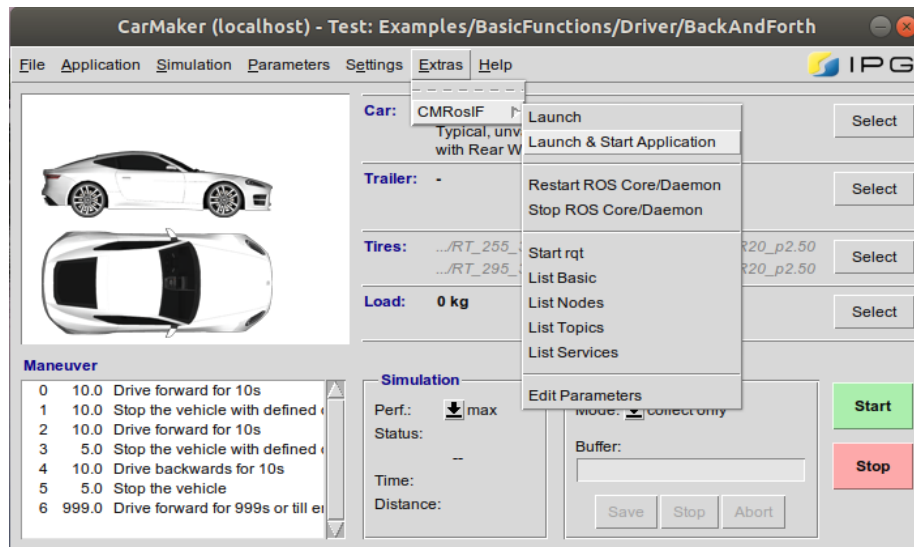 CarMaker (localhost) - Test: Examples/BasicFunctions/Driver/BackAndForth
File Application Simulation Parameters Settings Extras Help
IPG
CMRosIF
Launch
Launch & Start Application
Restart ROS Core/Daemon
Stop ROS Core/Daemon
Start rqt
List Basic
List Nodes
List Topics
List Services
Edit Parameters
Car:
Typical, unv
with Rear W
Select
Trailer: -
Select
Tires: .../RT_255_ R20_p2.50
.../RT_295_ R20_p2.50
Select
Load: 0 kg
Select
Maneuver
0 10.0 Drive forward for 10s
1 10.0 Stop the vehicle with defined
2 10.0 Drive forward for 10s
3 5.0 Stop the vehicle with defined
4 10.0 Drive backwards for 10s
5 5.0 Stop the vehicle
6 999.0 Drive forward for 999s or till
Simulation
Perf.: max
Status:
--
Time:
Distance:
Mode: collect only
Buffer:
Save Stop Abort
Start
Stop